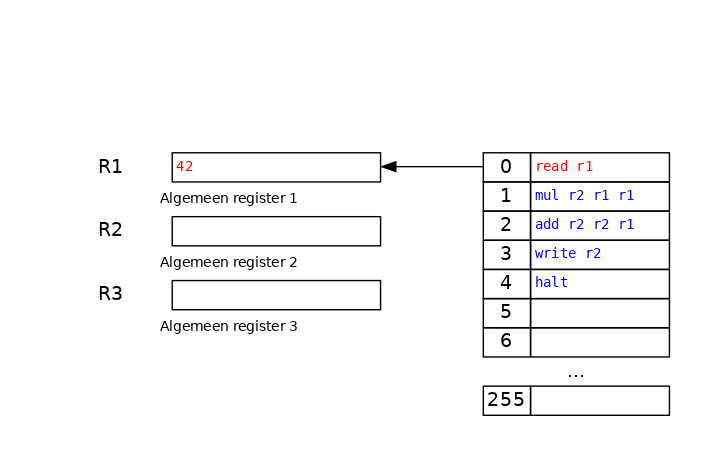 R1 42 0 read r1
Algemeen register 1 1 mul r2 r1 r1
R2 2 add r2 r2 r1
Algemeen register 2 3 write r2
R3 4 halt
Algemeen register 3 5
6
...
255